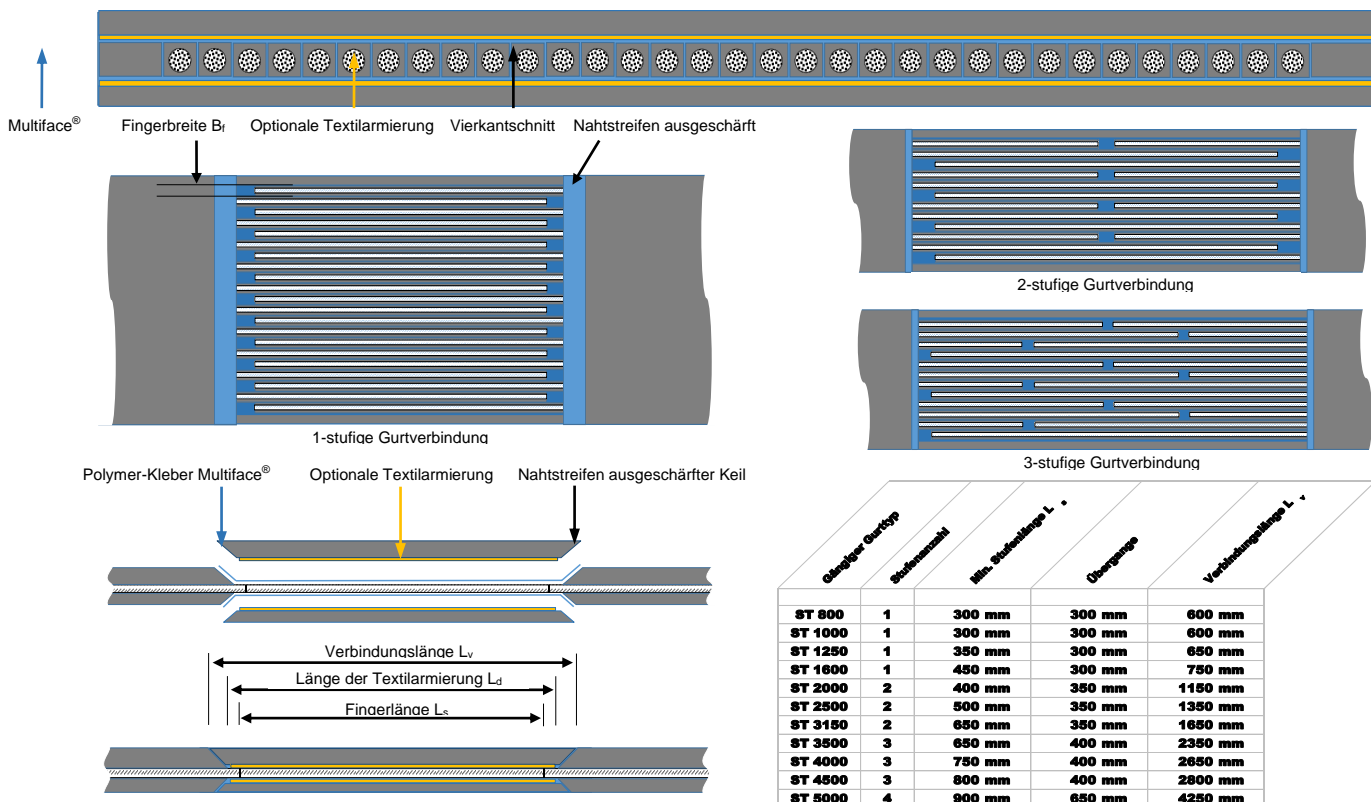 Multiface®
Fingerbreite Bf
Optionale Textilarmierung
Vierkantschnitt
Nahtstreifen ausgeschärft
1-stufige Gurtverbindung
2-stufige Gurtverbindung
3-stufige Gurtverbindung
Polymer-Kleber Multiface®
Optionale Textilarmierung
Nahtstreifen ausgeschärfter Keil
Verbindungslänge Lv
Länge der Textilarmierung Ld
Fingerlänge Ls
Gängiger Gurttyp
Stufenanzahl
Min. Stufenlänge L s
Übergange
Verbindungslänge L v
ST 800 1 300 mm 300 mm 600 mm
ST 1000 1 300 mm 300 mm 600 mm
ST 1250 1 350 mm 300 mm 650 mm
ST 1600 1 450 mm 300 mm 750 mm
ST 2000 2 400 mm 350 mm 1150 mm
ST 2500 2 500 mm 350 mm 1350 mm
ST 3150 2 650 mm 350 mm 1650 mm
ST 3500 3 650 mm 400 mm 2350 mm
ST 4000 3 750 mm 400 mm 2650 mm
ST 4500 3 800 mm 400 mm 2800 mm
ST 5000 4 900 mm 650 mm 4250 mm